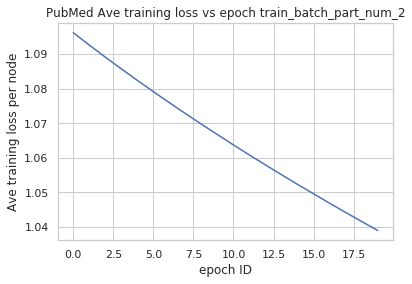 PubMed Ave training loss vs epoch train_batch_part_num_2
Ave training loss per node
1.09
1.08
1.07
1.06
1.05
1.04
0.0 2.5 5.0 7.5 10.0 12.5 15.0 17.5
epoch ID